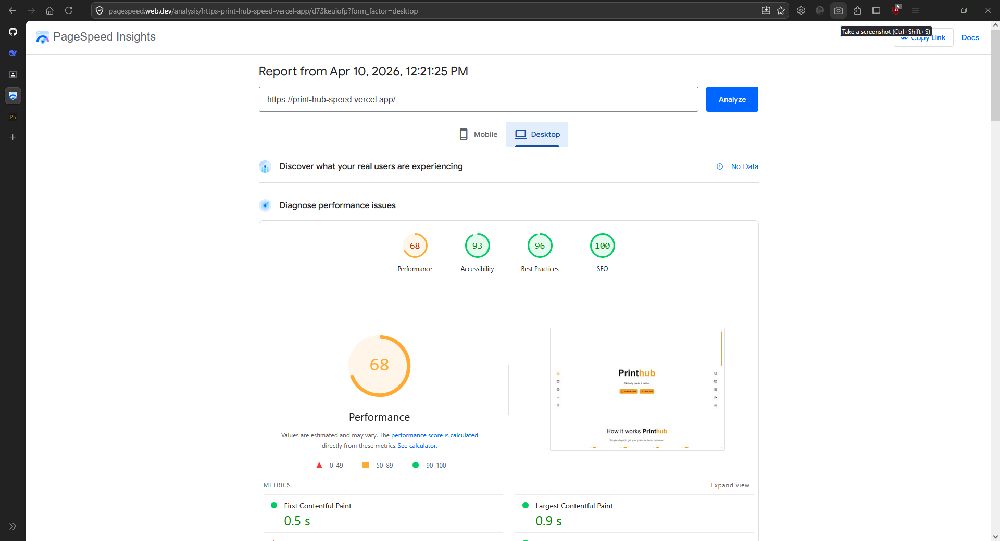 pagespeed.web.dev/analysis/https-print-hub-speed-vercel-app/d73keuiofp?form_factor=desktop
5
Take a screenshot (Ctrl+Shift+S)
PageSpeed Insights
Copy Link
Docs
Ph
Report from Apr 10, 2026, 12:21:25 PM
https://print-hub-speed.vercel.app/
Analyze
Mobile
Desktop
Discover what your real users are experiencing
No Data
Diagnose performance issues
68
93
96
100
Performance
Accessibility
Best Practices
SEO
68
Performance
Values are estimated and may vary. The performance score is calculated
directly from these metrics. See calculator.
0–49
50–89
90–100
Printhub
Nobody prints it better
Schedule Prints
Order Now
How it works Printhub
Simple steps to get your prints or items delivered
METRICS
Expand view
First Contentful Paint
0.5 s
Largest Contentful Paint
0.9 s